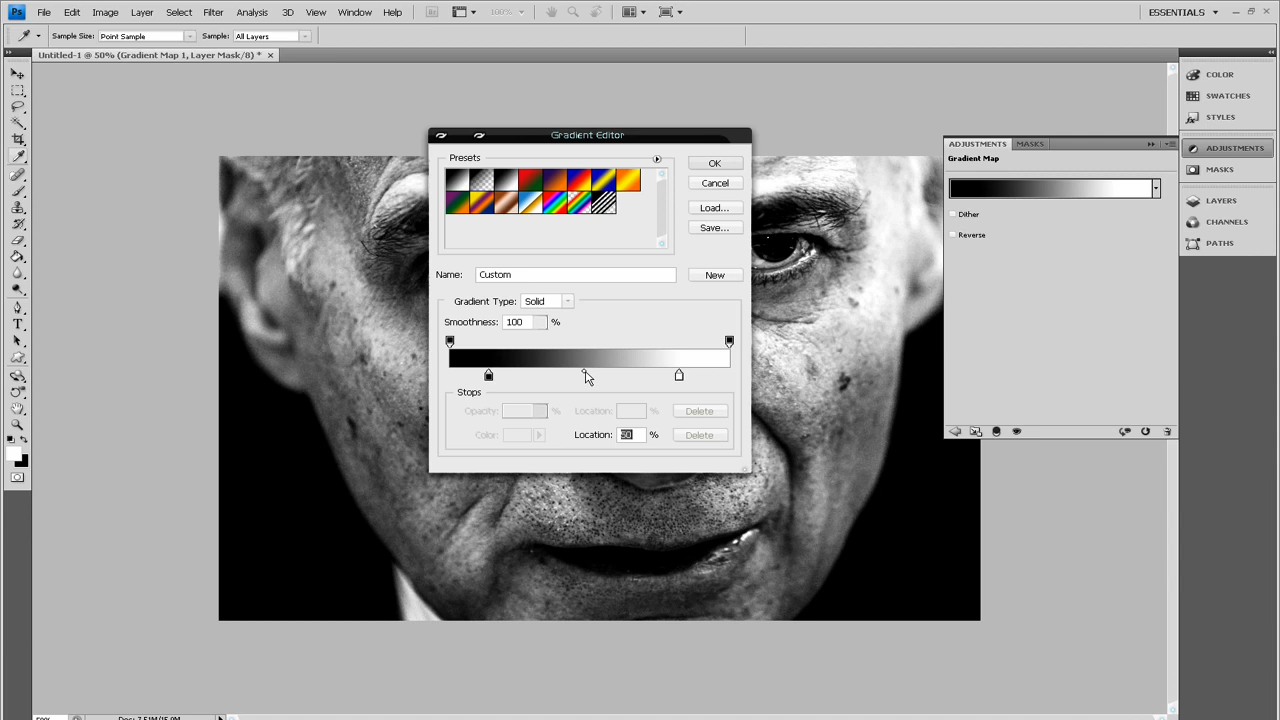 Ps File Edit Image Layer Select Filter Analysis 3D View Window Help 100% ESSENTIALS
Sample Size: Point Sample Sample: All Layers
Untitled-1 @ 50% (Gradient Map 1, Layer Mask/8) *
COLOR
SWATCHES
STYLES
ADJUSTMENTS
MASKS
LAYERS
CHANNELS
PATHS
ADJUSTMENTS MASKS
Gradient Map
Dither
Reverse
Gradient Editor
Presets
OK
Cancel
Load...
Save...
Name: Custom New
Gradient Type: Solid
Smoothness: 100 %
Stops
Opacity: % Location: % Delete
Color: Location: 50 % Delete
50% Doc: 7.51M/15.0M